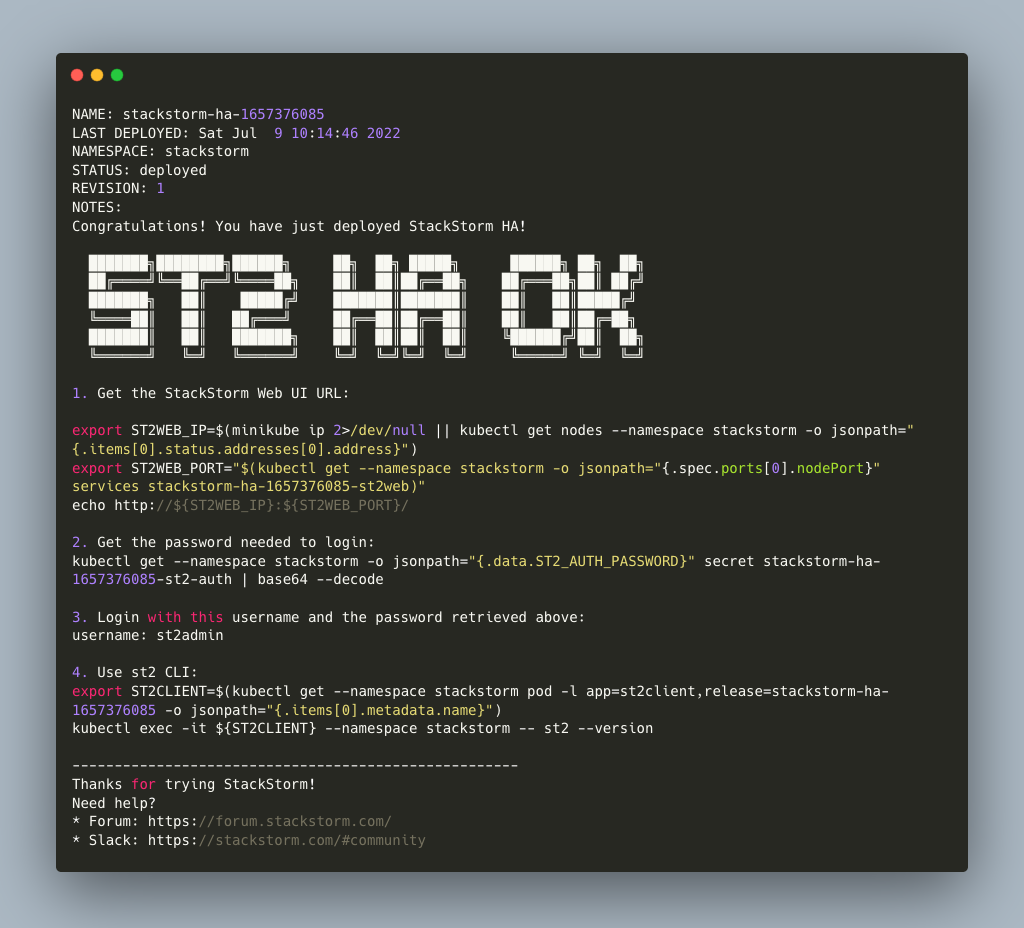 NAME: stackstorm-ha-1657376085
LAST DEPLOYED: Sat Jul  9 10:14:46 2022
NAMESPACE: stackstorm
STATUS: deployed
REVISION: 1
NOTES:
Congratulations! You have just deployed StackStorm HA!
ST2 HA OK
1. Get the StackStorm Web UI URL:
export ST2WEB_IP=$(minikube ip 2>/dev/null || kubectl get nodes --namespace stackstorm -o jsonpath="
{.items[0].status.addresses[0].address}")
export ST2WEB_PORT="$(kubectl get --namespace stackstorm -o jsonpath="{.spec.ports[0].nodePort}"
services stackstorm-ha-1657376085-st2web)"
echo http://${ST2WEB_IP}:${ST2WEB_PORT}/
2. Get the password needed to login:
kubectl get --namespace stackstorm -o jsonpath="{.data.ST2_AUTH_PASSWORD}" secret stackstorm-ha-
1657376085-st2-auth | base64 --decode
3. Login with this username and the password retrieved above:
username: st2admin
4. Use st2 CLI:
export ST2CLIENT=$(kubectl get --namespace stackstorm pod -l app=st2client,release=stackstorm-ha-
1657376085 -o jsonpath="{.items[0].metadata.name}")
kubectl exec -it ${ST2CLIENT} --namespace stackstorm -- st2 --version
-----------------------------------------------------
Thanks for trying StackStorm!
Need help?
* Forum: https://forum.stackstorm.com/
* Slack: https://stackstorm.com/#community